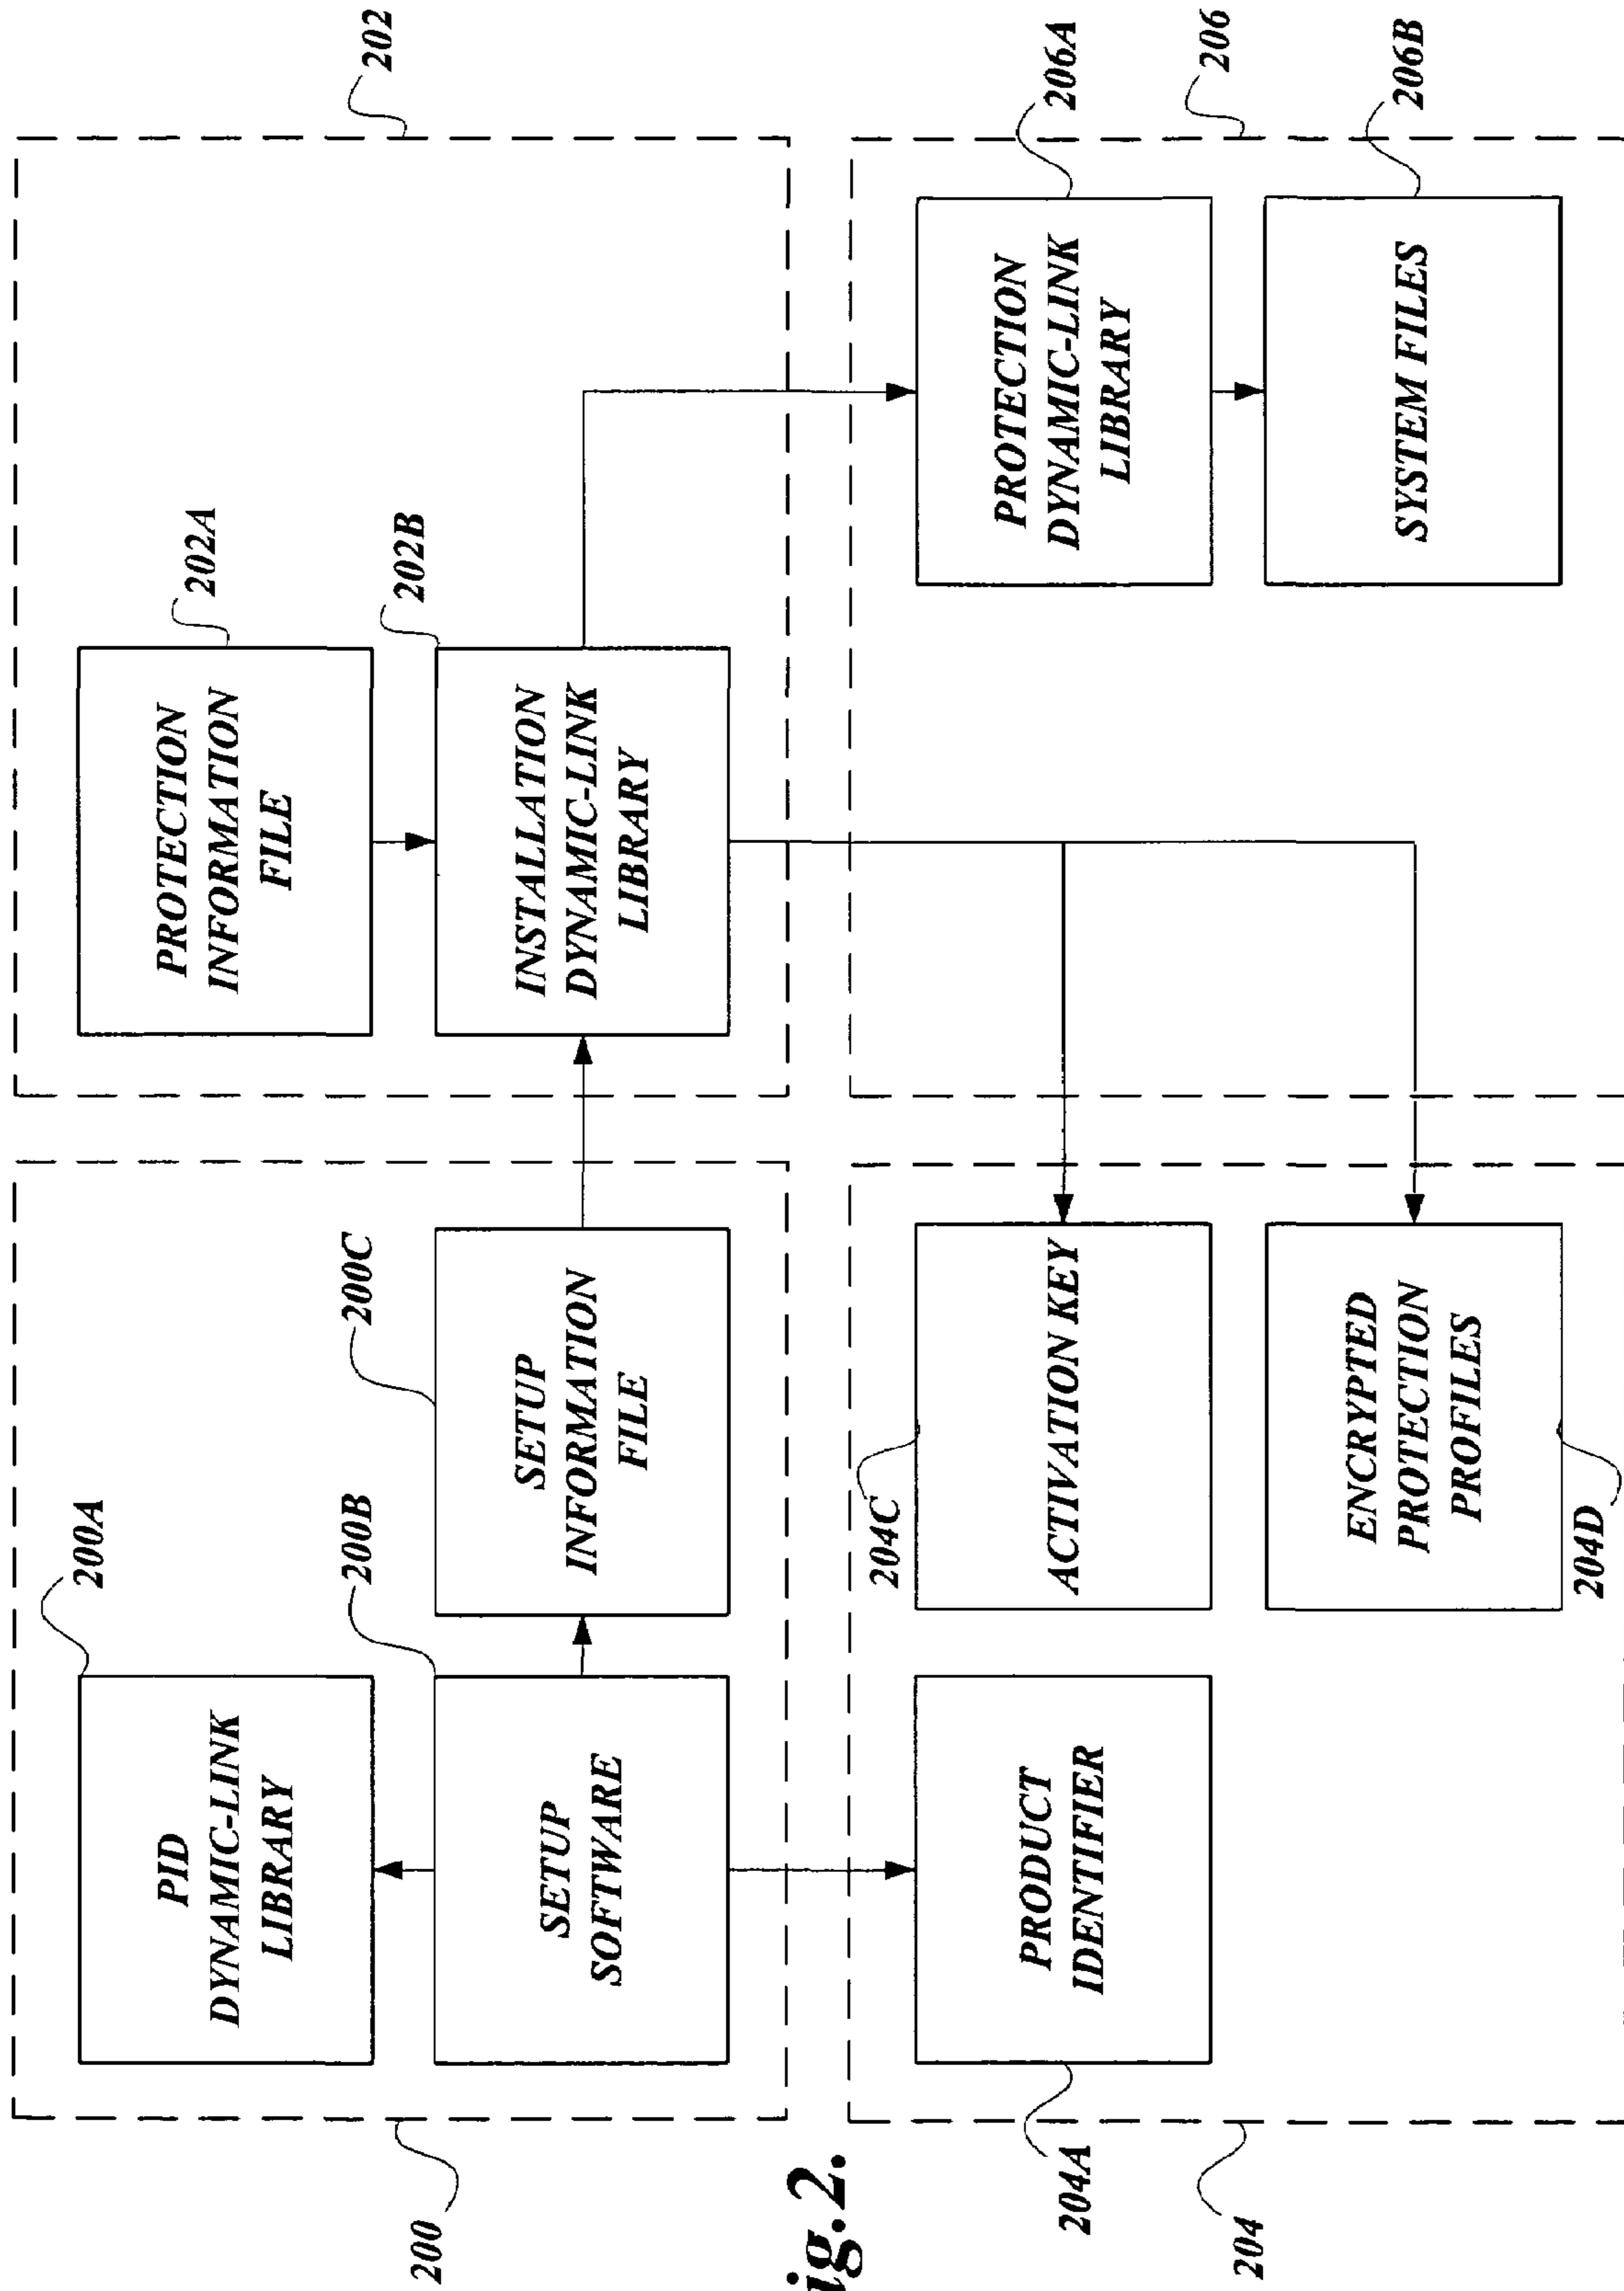 200
200A
PID
DYNAMIC-LINK
LIBRARY
200B
SETUP
SOFTWARE
200C
SETUP
INFORMATION
FILE
202
202A
PROTECTION
INFORMATION
FILE
202B
INSTALLATION
DYNAMIC-LINK
LIBRARY
204
204A
PRODUCT
IDENTIFIER
204C
ACTIVATION KEY
204D
ENCRYPTED
PROTECTION
PROFILES
206
206A
PROTECTION
DYNAMIC-LINK
LIBRARY
206B
SYSTEM FILES
ig.2.